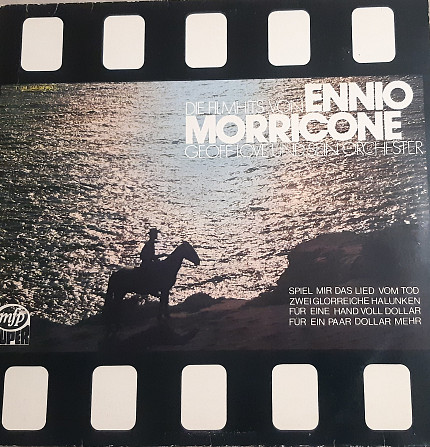 DIE FILMHITS VON ENNIO
MORRICONE
GEOFF LOVE UND SEIN ORCHESTER
SPIEL MIR DAS LIED VOM TOD
ZWEI GLORREICHE HALUNKEN
FÜR EINE HAND VOLL DOLLAR
FÜR EIN PAAR DOLLAR MEHR
mfp
SUPER